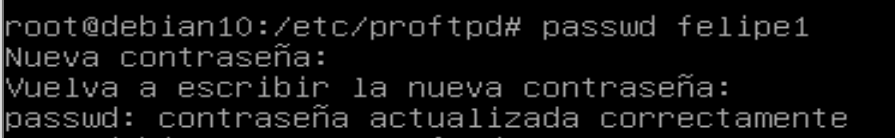 root@debian10:/etc/proftpd# passwd felipe1
Nueva contraseña:
Vuelva a escribir la nueva contraseña:
passwd: contraseña actualizada correctamente